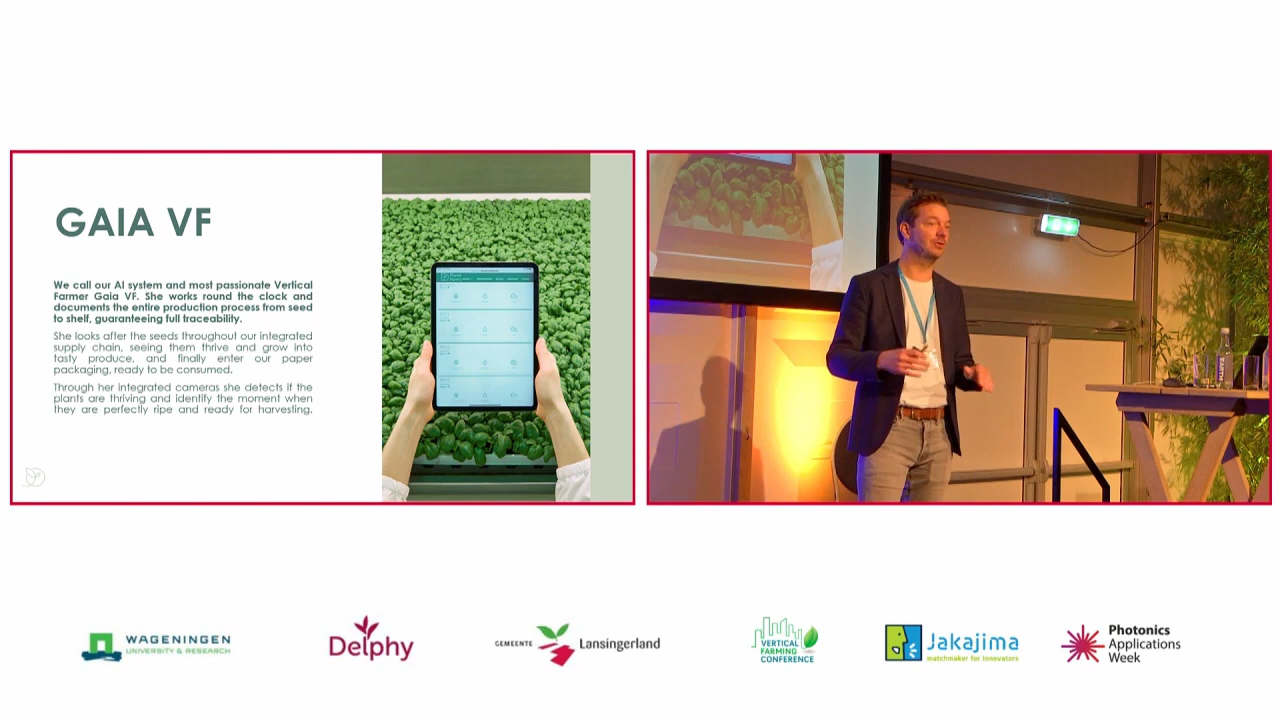 GAIA VF
We call our AI system and most passionate Vertical
Farmer Gaia VF. She works round the clock and
documents the entire production process from seed
to shelf, guaranteeing full traceability.
She looks after the seeds throughout our integrated
supply chain, seeing them thrive and grow into
tasty produce, and finally enter our paper
packaging, ready to be consumed.
Through her integrated cameras she detects if the
plants are thriving and identify the moment when
they are perfectly ripe and ready for harvesting.
WAGENINGEN
UNIVERSITY & RESEARCH
Delphy
GEMEENTE Lansingerland
VERTICAL
FARMING
CONFERENCE
Jakajima
matchmaker for innovators
Photonics
Applications
Week